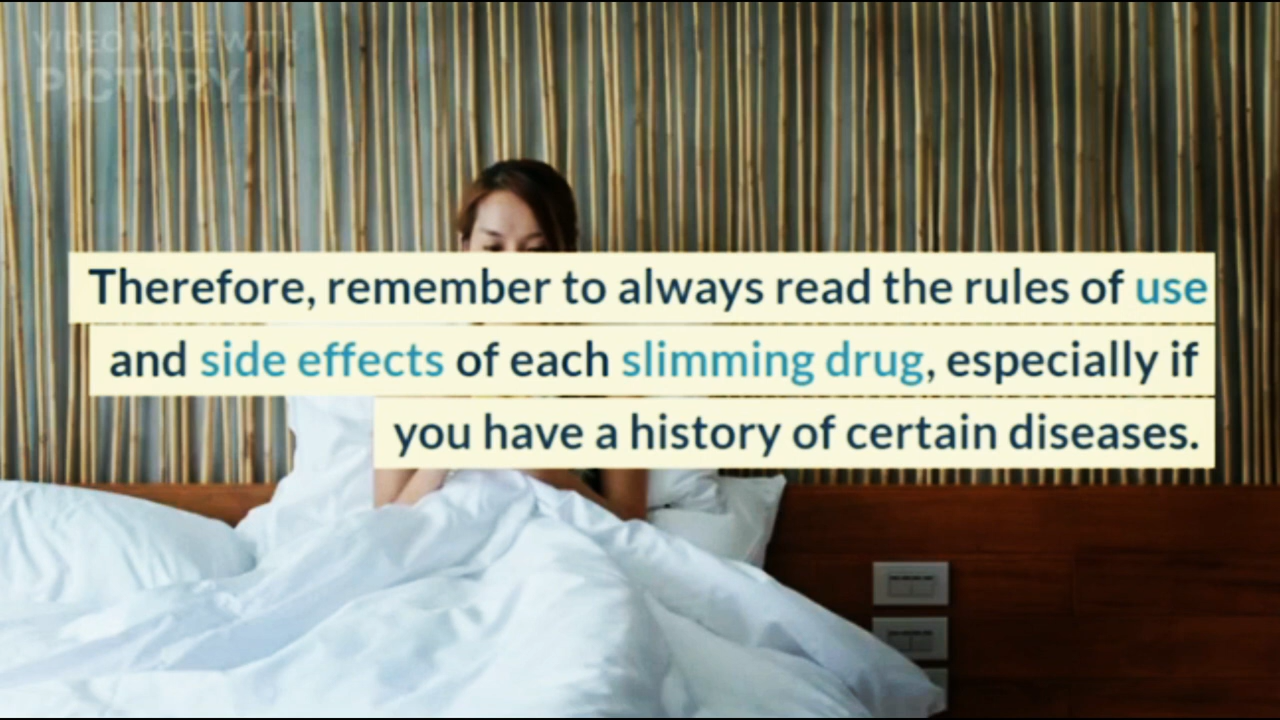 VIDEO MADE WITH
PICTORY.AI
Therefore, remember to always read the rules of use
and side effects of each slimming drug, especially if
you have a history of certain diseases.